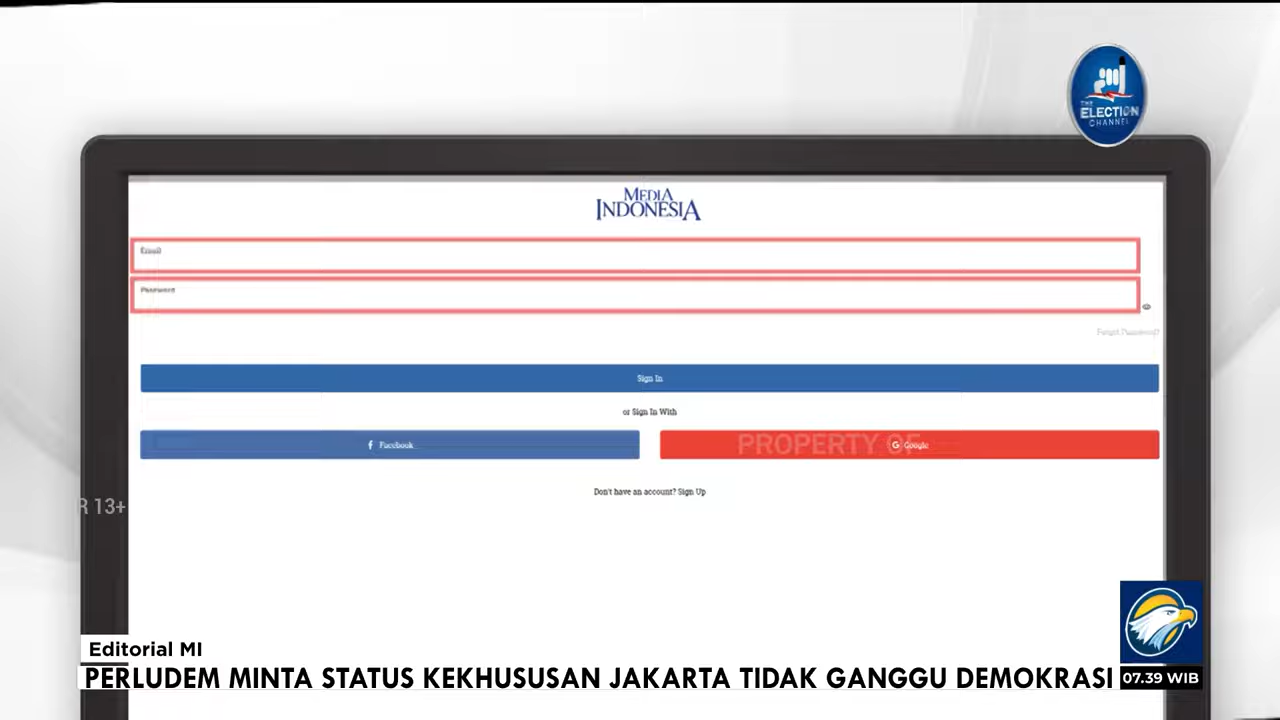 THE
ELECTION
CHANNEL
MEDIA
INDONESIA
Email
Password
Forgot Password?
Sign In
or Sign In With
Facebook
PROPERTY OF
Google
Don't have an account? Sign Up
R 13+
Editorial MI
PERLUDEM MINTA STATUS KEKHUSUSAN JAKARTA TIDAK GANGGU DEMOKRASI
07.39 WIB